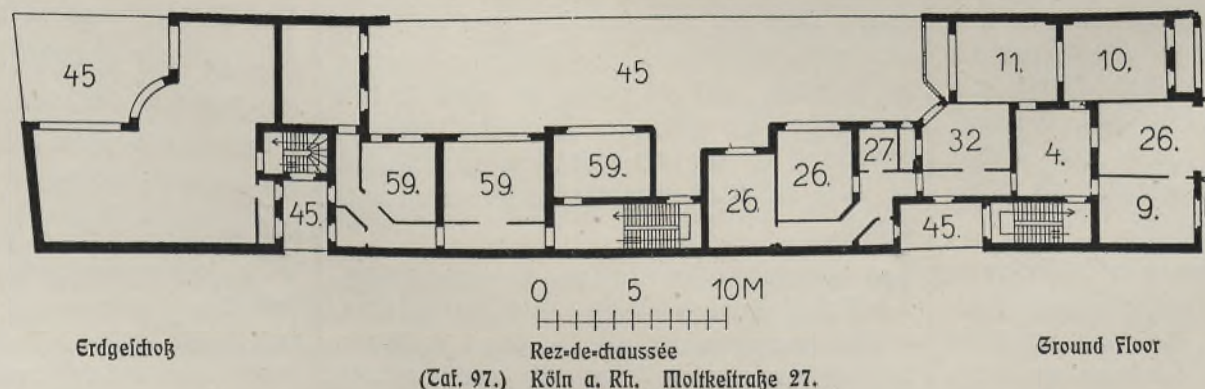 11. 10.
45 45
32 4. 26.
59. 59. 59. 26. 26. 27.
45. 45. 9.
0 5 10M
Erdgeschoß Rez-de-chaussée Ground Floor
(Taf. 97.) Köln a. Rh. Moltkestraße 27.